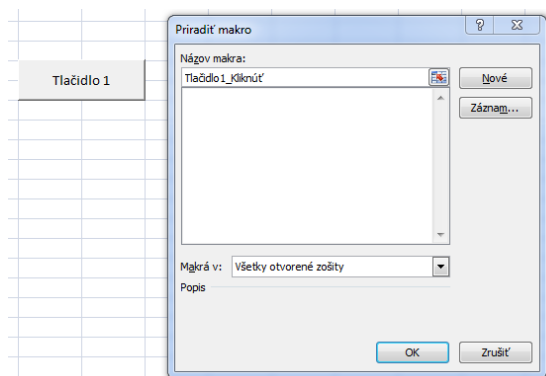 Priradiť makro
Názov makra:
Tlačidlo1_Kliknúť
Nové
Tlačidlo 1
Záznam...
Makrá v: Všetky otvorené zošity
Popis
OK
Zrušiť